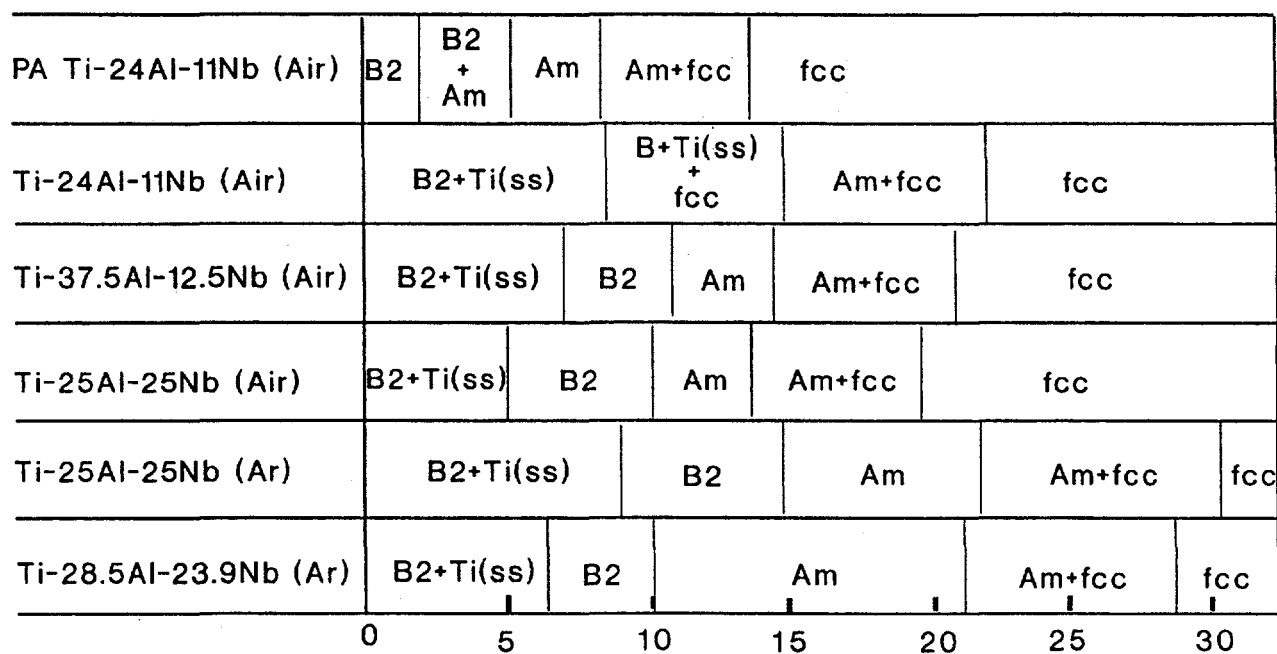 PA Ti-24Al-11Nb (Air) B2 B2 + Am Am Am+fcc fcc
Ti-24Al-11Nb (Air) B2+Ti(ss) B+Ti(ss) + fcc Am+fcc fcc
Ti-37.5Al-12.5Nb (Air) B2+Ti(ss) B2 Am Am+fcc fcc
Ti-25Al-25Nb (Air) B2+Ti(ss) B2 Am Am+fcc fcc
Ti-25Al-25Nb (Ar) B2+Ti(ss) B2 Am Am+fcc fcc
Ti-28.5Al-23.9Nb (Ar) B2+Ti(ss) B2 Am Am+fcc fcc
0 5 10 15 20 25 30